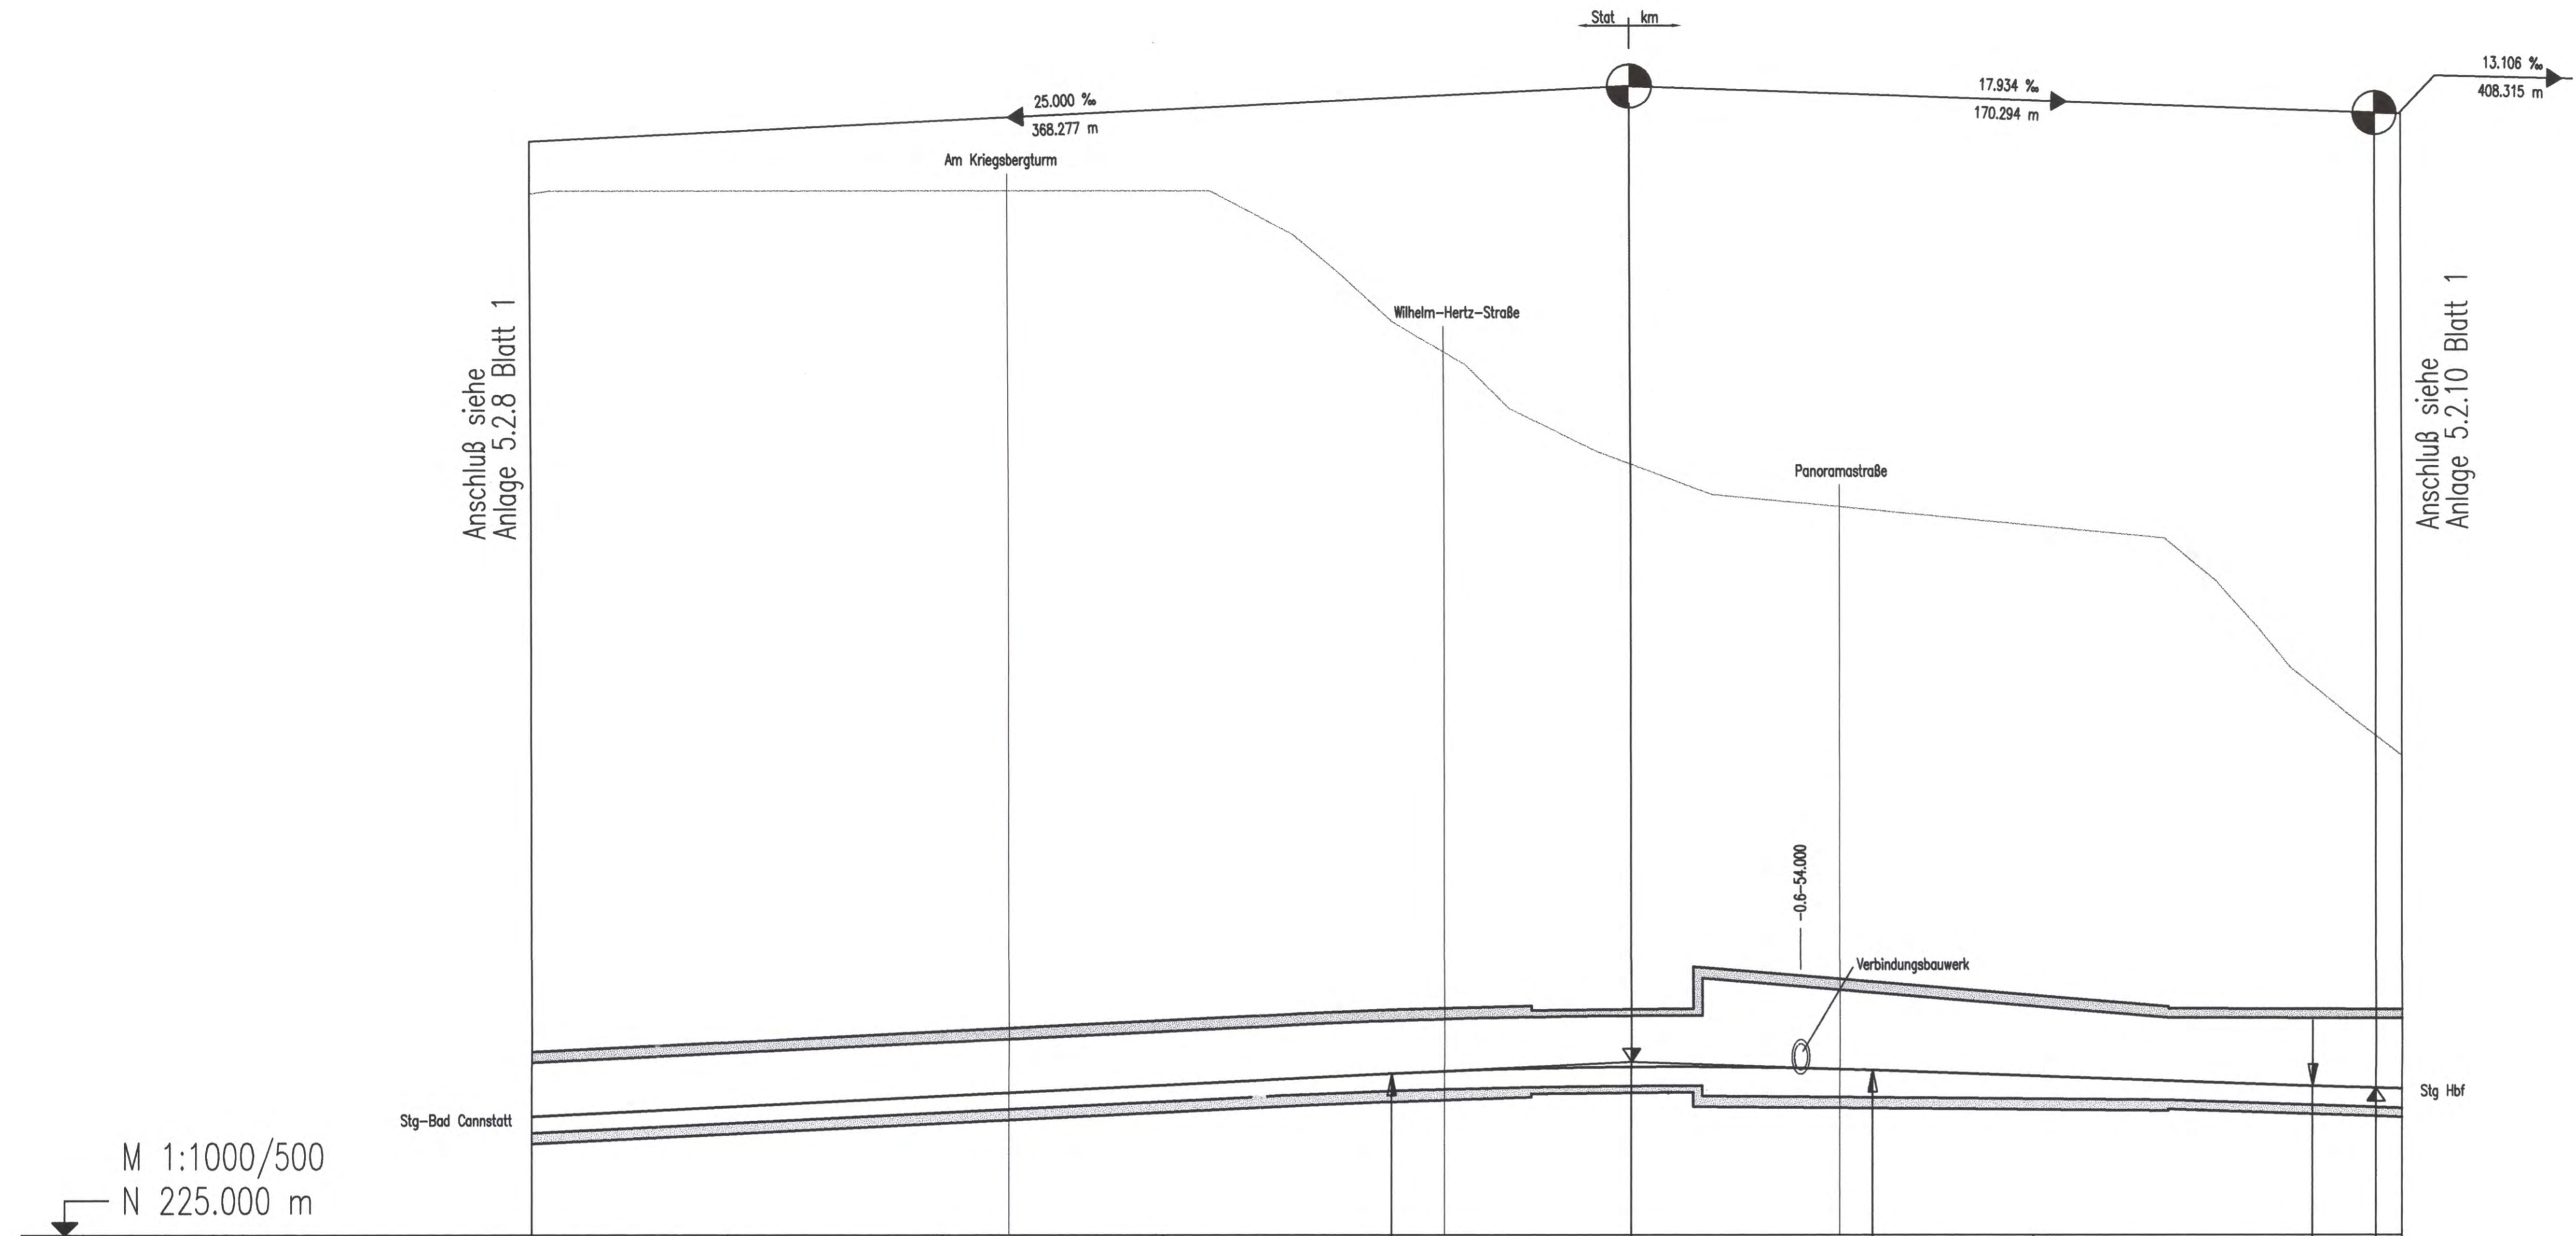 Stat km
13.106 ‰
408.315 m
25.000 ‰
368.277 m
17.934 ‰
170.294 m
Am Kriegsbergturm
Wilhelm-Hertz-Straße
Panoramastraße
Anschluß siehe
Anlage 5.2.8 Blatt 1
Anschluß siehe
Anlage 5.2.10 Blatt 1
-0.6-54.000
Verbindungsbauwerk
Stg-Bad Cannstatt
Stg Hbf
M 1:1000/500
N 225.000 m